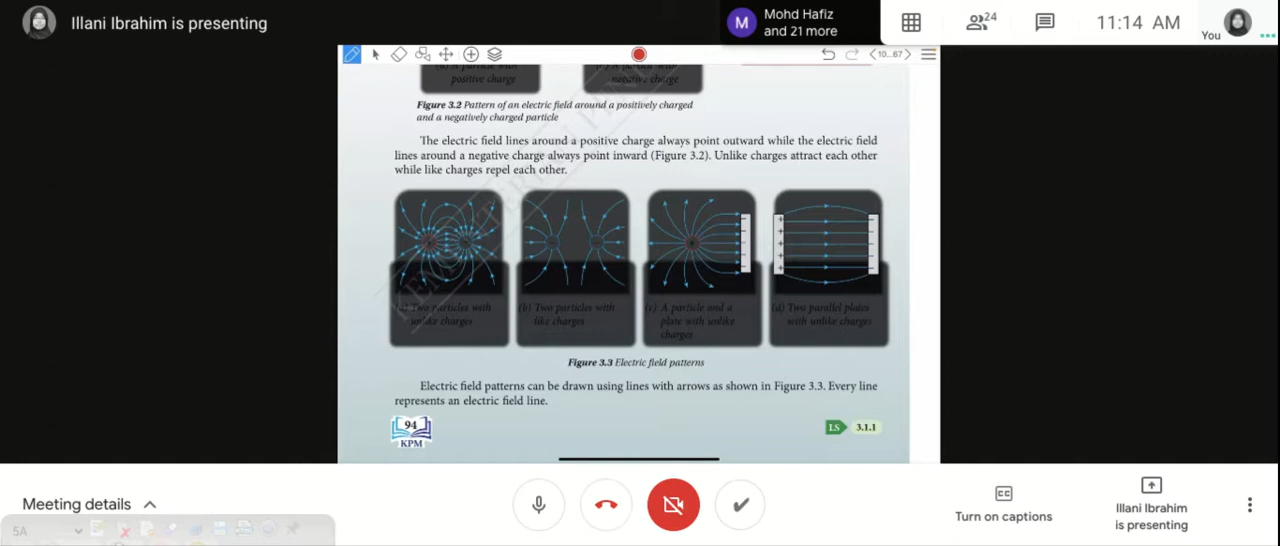 Illani Ibrahim is presenting
M
Mohd Hafiz
and 21 more
24
11:14 AM
You
10...67
positive charge
negative charge
Figure 3.2 Pattern of an electric field around a positively charged
and a negatively charged particle
The electric field lines around a positive charge always point outward while the electric field
lines around a negative charge always point inward (Figure 3.2). Unlike charges attract each other
while like charges repel each other.
(a) Two particles with
unlike charges
(b) Two particles with
like charges
(c) A particle and a
plate with unlike
charges
(d) Two parallel plates
with unlike charges
Figure 3.3 Electric field patterns
Electric field patterns can be drawn using lines with arrows as shown in Figure 3.3. Every line
represents an electric field line.
94
KPM
LS 3.1.1
Meeting details
5A
CC
Turn on captions
Illani Ibrahim
is presenting